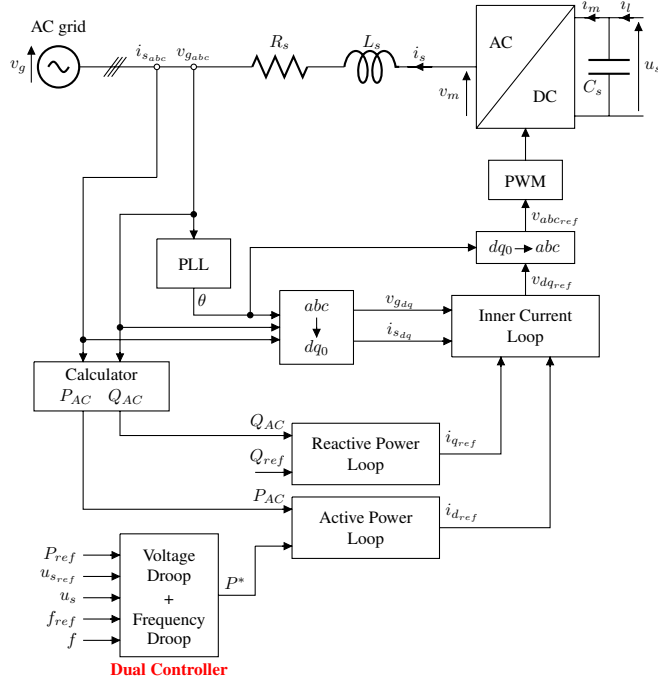 AC grid
i_{s_{abc}} v_{g_{abc}} R_s L_s i_s
i_m i_l
v_g
AC
DC
v_m
C_s
u_s
PWM
v_{abc_{ref}}
dq_0 → abc
v_{dq_{ref}}
PLL
θ
abc
↓
dq_0
v_{g_{dq}}
i_{s_{dq}}
Inner Current
Loop
Calculator
P_{AC} Q_{AC}
Q_{AC}
Q_{ref}
Reactive Power
Loop
i_{q_{ref}}
P_{AC}
Active Power
Loop
i_{d_{ref}}
P_{ref}
u_{s_{ref}}
u_s
f_{ref}
f
Voltage
Droop
+
Frequency
Droop
P*
Dual Controller